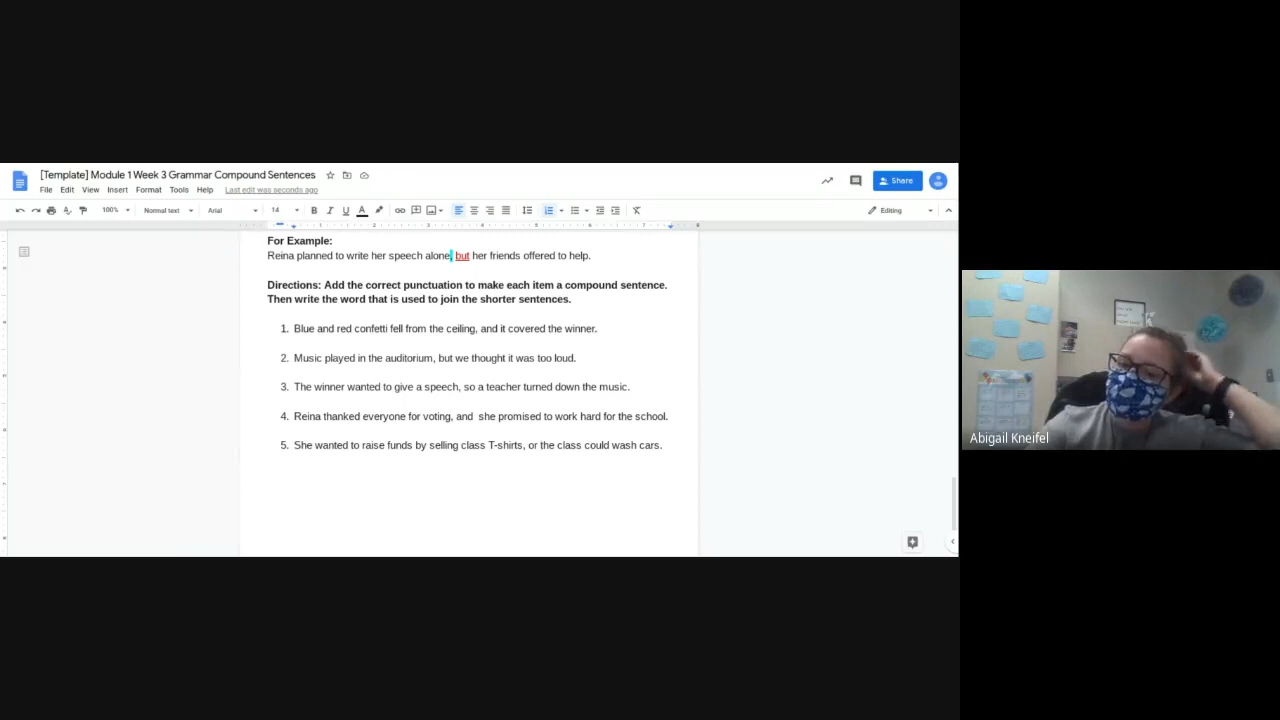 [Template] Module 1 Week 3 Grammar Compound Sentences
File Edit View Insert Format Tools Help Last edit was seconds ago
Share
100% Normal text Arial 14 B I U A Editing
For Example:
Reina planned to write her speech alone, but her friends offered to help.
Directions: Add the correct punctuation to make each item a compound sentence.
Then write the word that is used to join the shorter sentences.
1. Blue and red confetti fell from the ceiling, and it covered the winner.
2. Music played in the auditorium, but we thought it was too loud.
3. The winner wanted to give a speech, so a teacher turned down the music.
4. Reina thanked everyone for voting, and  she promised to work hard for the school.
5. She wanted to raise funds by selling class T-shirts, or the class could wash cars.
Abigail Kneifel